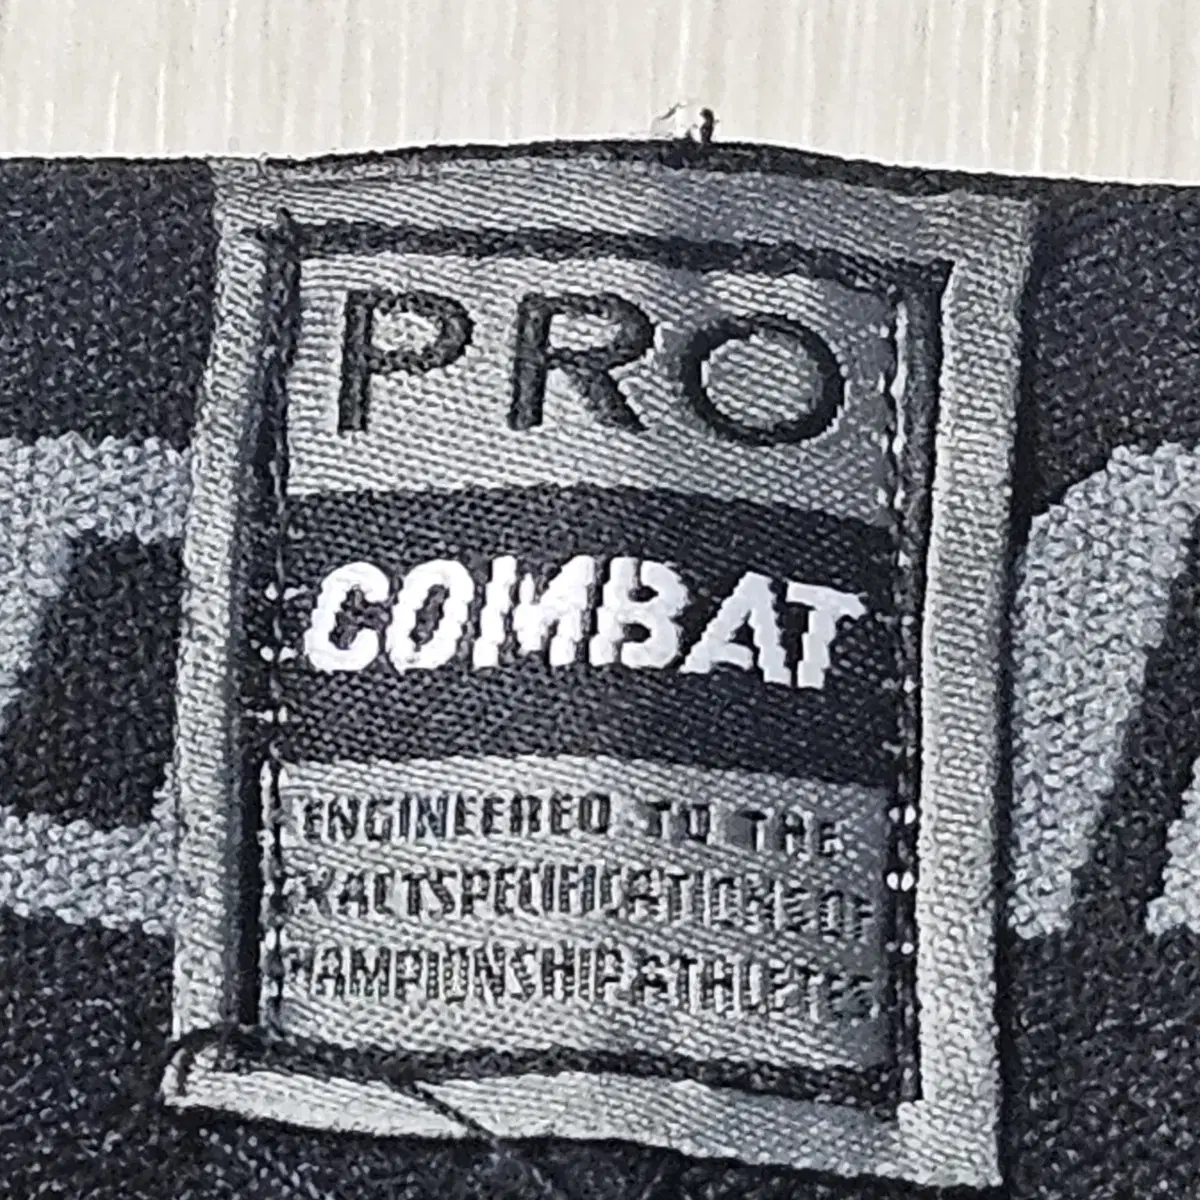 PRO
COMBAT
ENGINEERED TO THE
EXACT SPECIFICATIONS OF
CHAMPIONSHIP ATHLETES